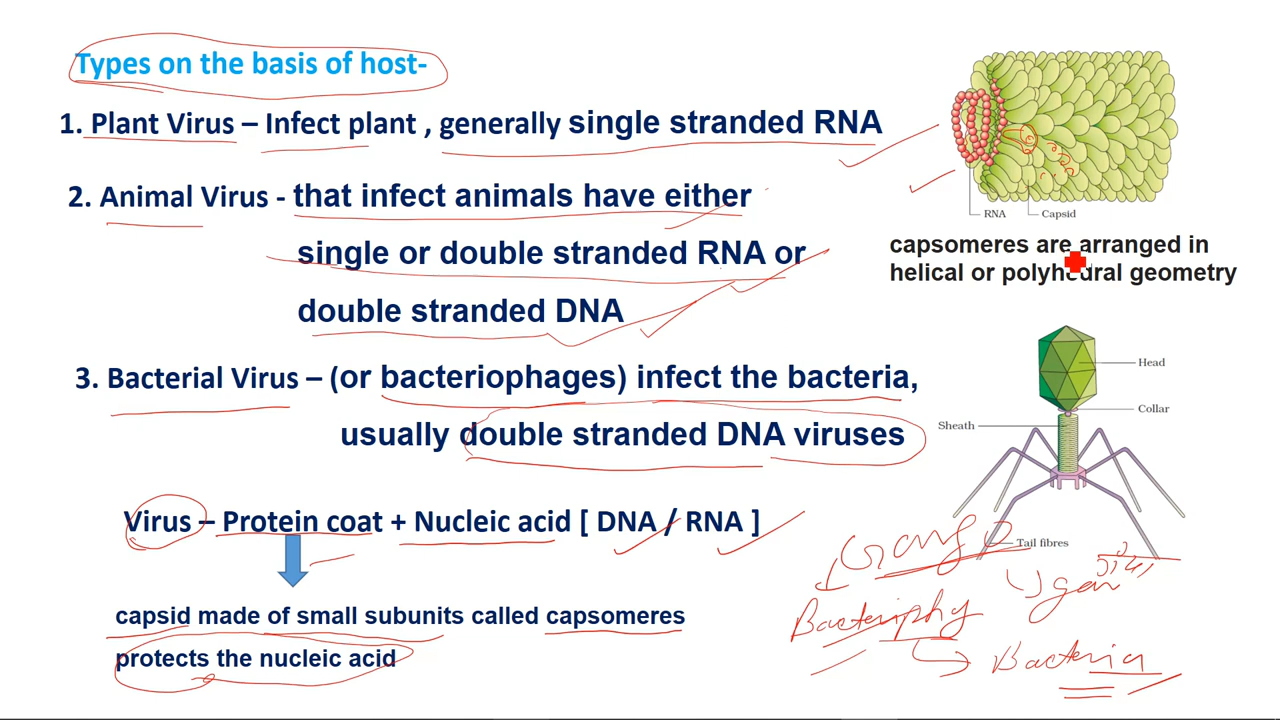 Types on the basis of host-
1. Plant Virus – Infect plant , generally single stranded RNA
2. Animal Virus - that infect animals have either
single or double stranded RNA or
double stranded DNA
3. Bacterial Virus – (or bacteriophages) infect the bacteria,
usually double stranded DNA viruses
Virus – Protein coat + Nucleic acid [ DNA / RNA ]
capsid made of small subunits called capsomeres
protects the nucleic acid
RNA
Capsid
capsomeres are arranged in
helical or polyhedral geometry
Head
Collar
Sheath
Tail fibres
Bacteriphy
Bacteria